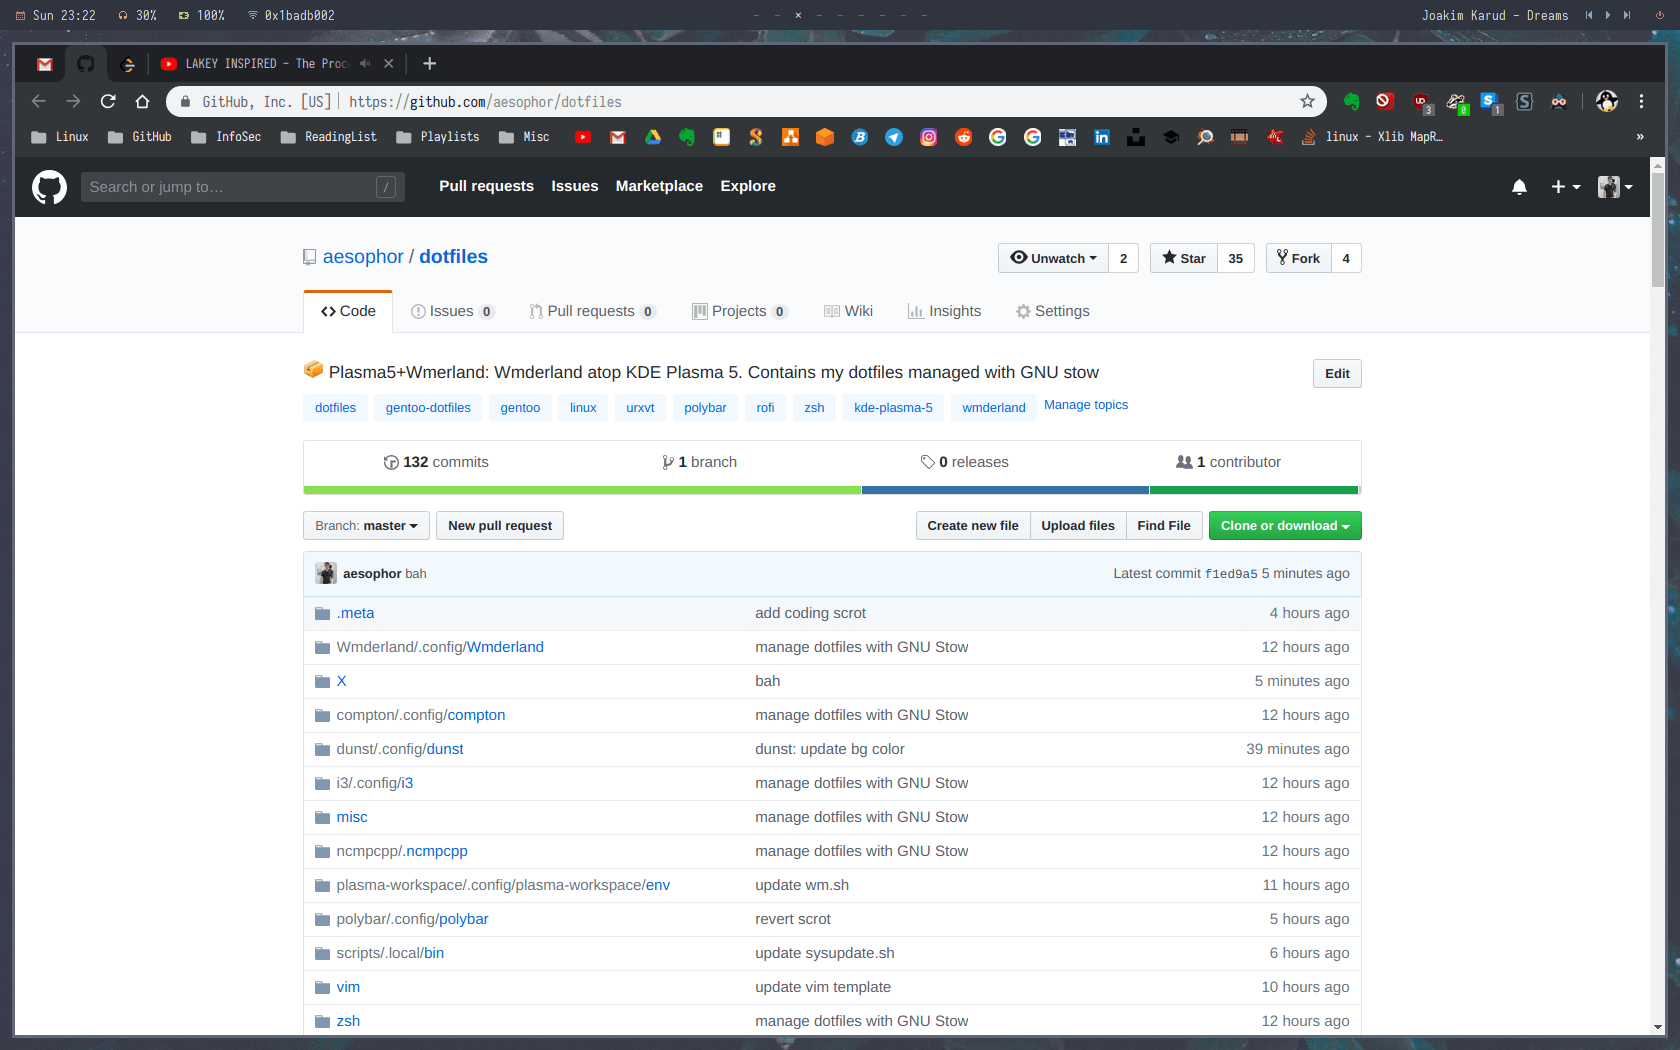 Sun 23:22 30% 100% 0x1badb002 Joakim Karud - Dreams
LAKEY INSPIRED - The Proc
GitHub, Inc. [US] https://github.com/aesophor/dotfiles
Linux GitHub InfoSec ReadingList Playlists Misc linux - Xlib MapR… »
Search or jump to… / Pull requests Issues Marketplace Explore
aesophor / dotfiles Unwatch 2 Star 35 Fork 4
Code Issues 0 Pull requests 0 Projects 0 Wiki Insights Settings
Plasma5+Wmerland: Wmderland atop KDE Plasma 5. Contains my dotfiles managed with GNU stow Edit
dotfiles gentoo-dotfiles gentoo linux urxvt polybar rofi zsh kde-plasma-5 wmderland Manage topics
132 commits 1 branch 0 releases 1 contributor
Branch: master New pull request Create new file Upload files Find File Clone or download
aesophor bah Latest commit f1ed9a5 5 minutes ago
.meta add coding scrot 4 hours ago
Wmderland/.config/Wmderland manage dotfiles with GNU Stow 12 hours ago
X bah 5 minutes ago
compton/.config/compton manage dotfiles with GNU Stow 12 hours ago
dunst/.config/dunst dunst: update bg color 39 minutes ago
i3/.config/i3 manage dotfiles with GNU Stow 12 hours ago
misc manage dotfiles with GNU Stow 12 hours ago
ncmpcpp/.ncmpcpp manage dotfiles with GNU Stow 12 hours ago
plasma-workspace/.config/plasma-workspace/env update wm.sh 11 hours ago
polybar/.config/polybar revert scrot 5 hours ago
scripts/.local/bin update sysupdate.sh 6 hours ago
vim update vim template 10 hours ago
zsh manage dotfiles with GNU Stow 12 hours ago